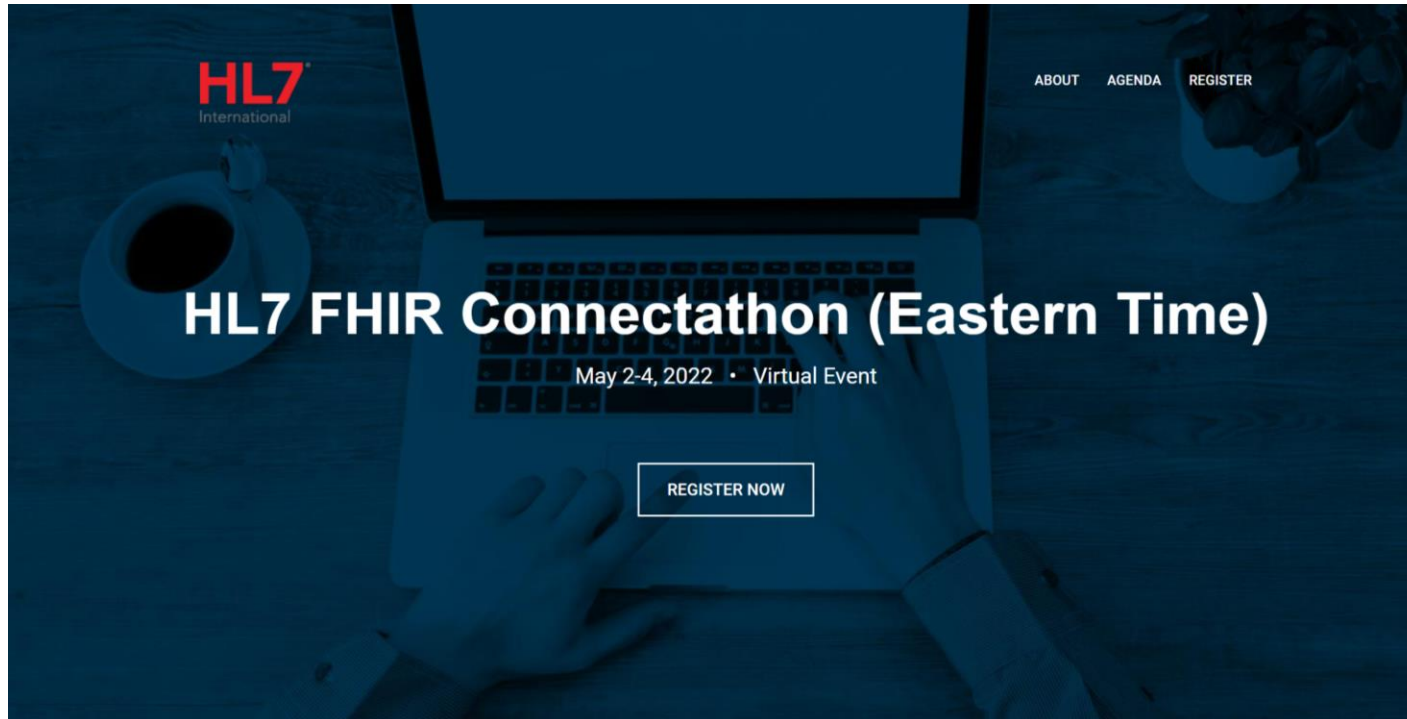 HL7®
International
ABOUT AGENDA REGISTER
HL7 FHIR Connectathon (Eastern Time)
May 2-4, 2022 • Virtual Event
REGISTER NOW